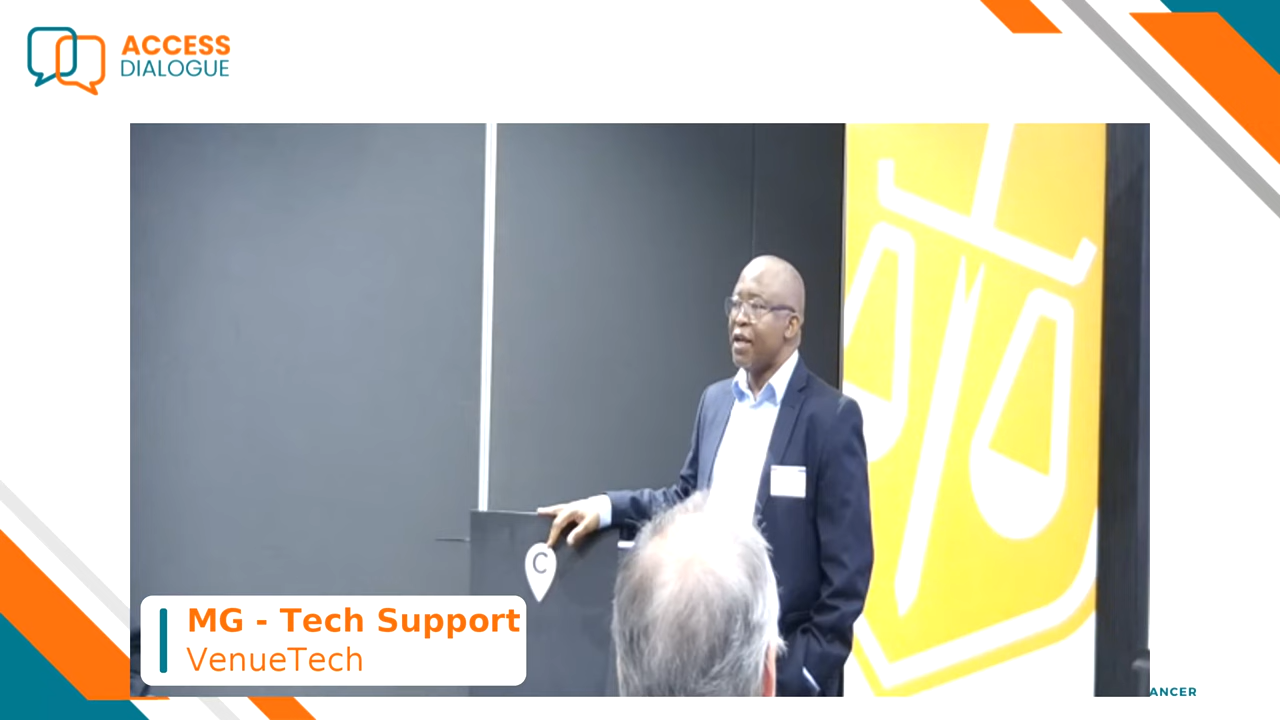 ACCESS
DIALOGUE
C
MG - Tech Support
VenueTech
ANCER